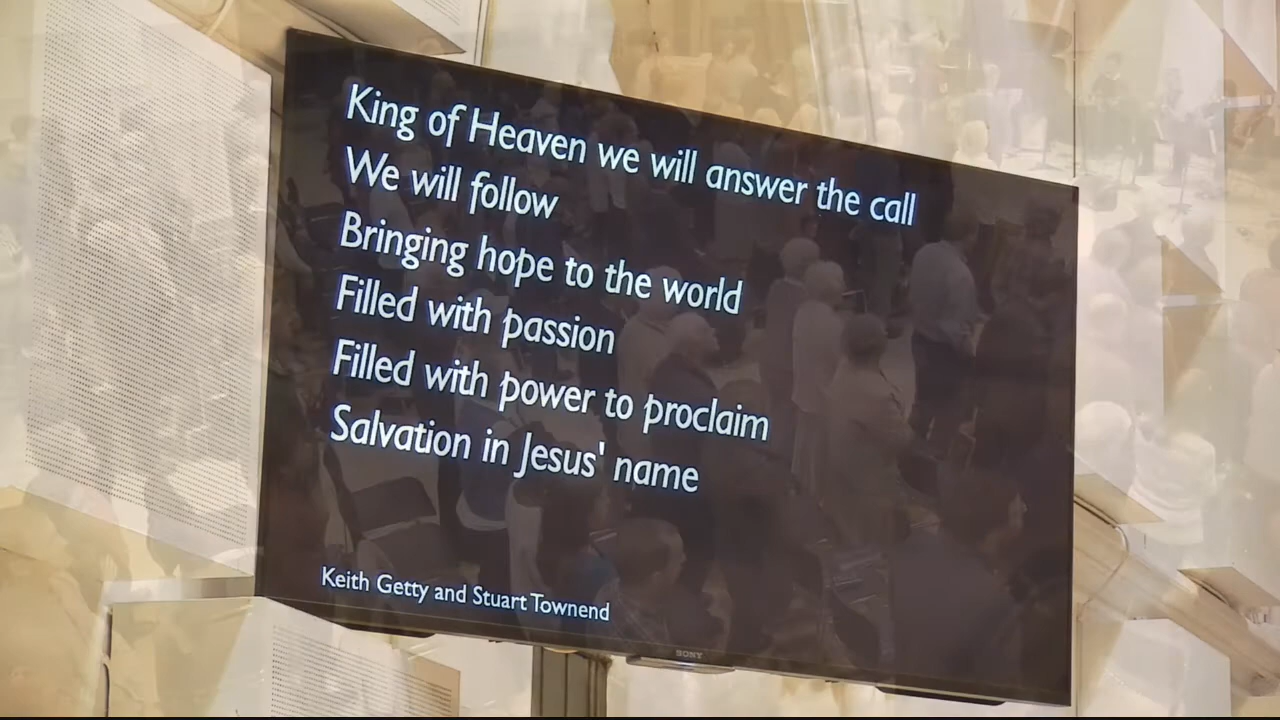 King of Heaven we will answer the call
We will follow
Bringing hope to the world
Filled with passion
Filled with power to proclaim
Salvation in Jesus' name
Keith Getty and Stuart Townend
SONY